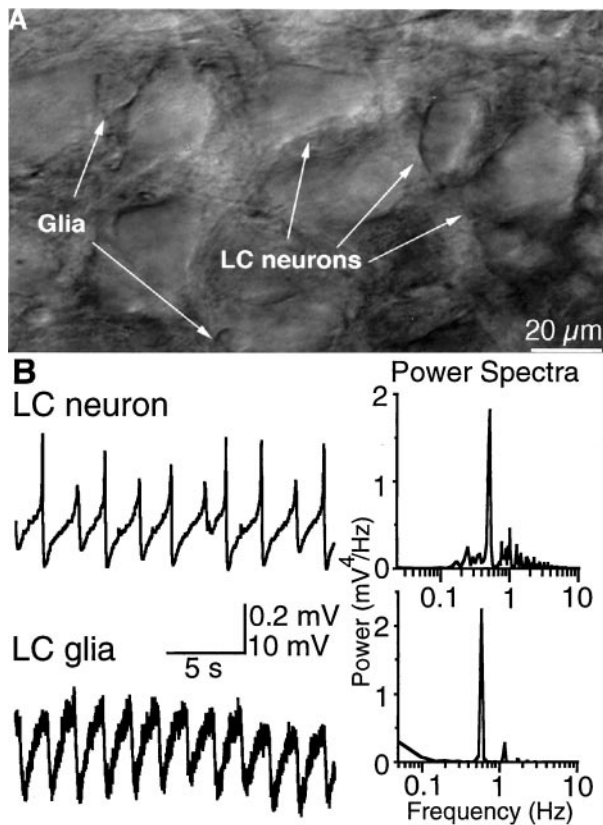 A
Glia
LC neurons
20 µm
B
LC neuron
Power Spectra
2
1
0
0.1 1 10
0.2 mV
10 mV
5 s
LC glia
Power (mV⁴/Hz)
2
1
0
0.1 1 10
Frequency (Hz)